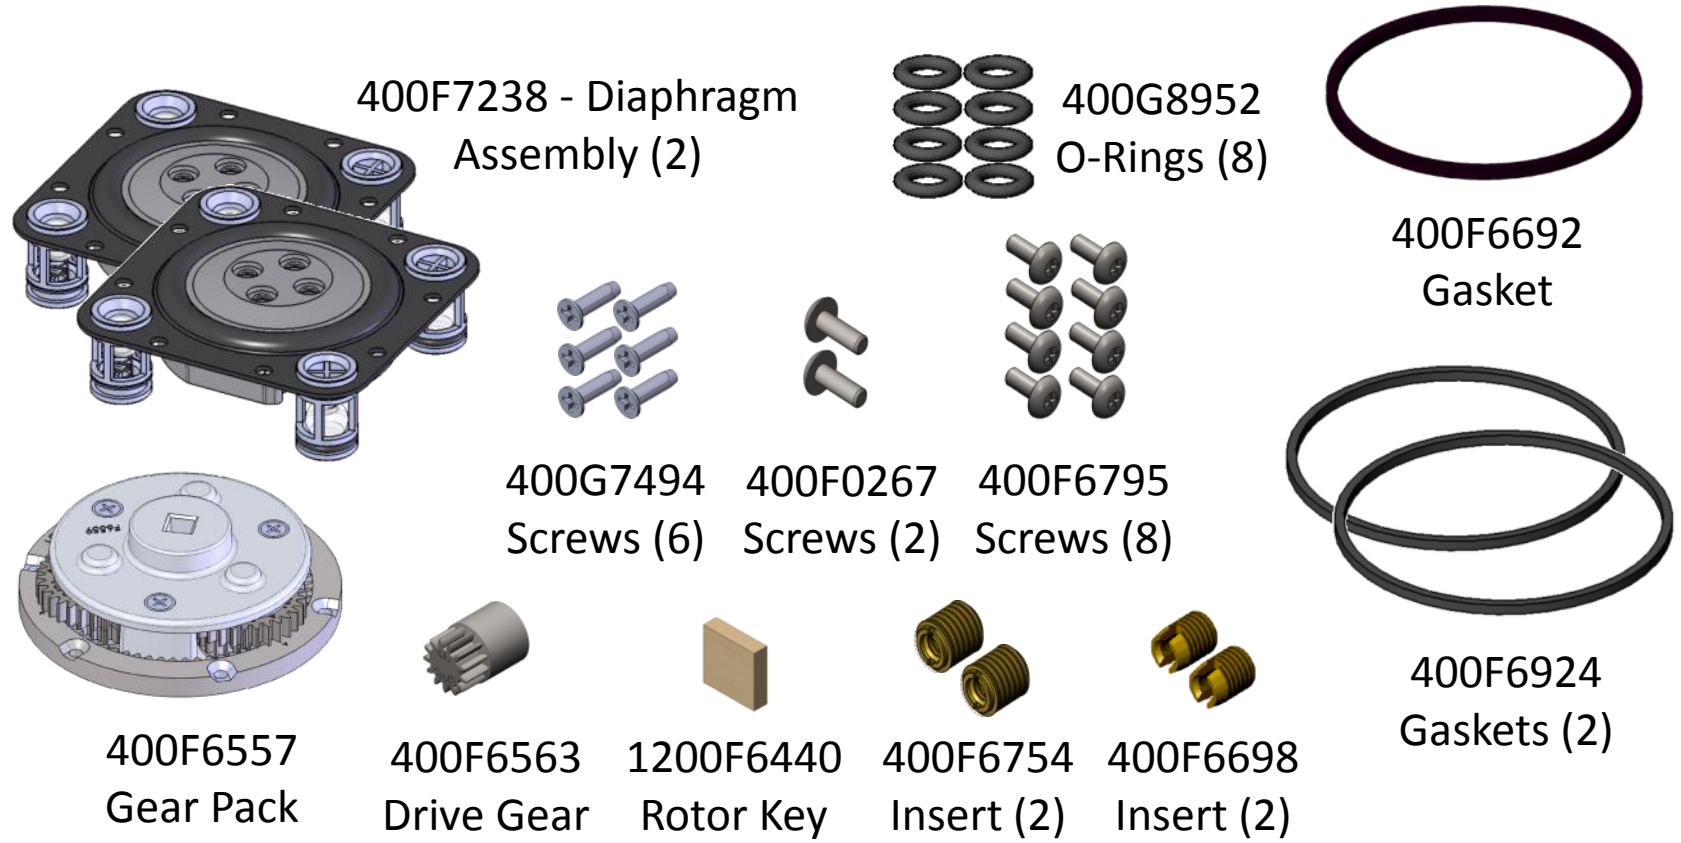 400F7238 - Diaphragm
Assembly (2)
400G8952
O-Rings (8)
400F6692
Gasket
400G7494
Screws (6)
400F0267
Screws (2)
400F6795
Screws (8)
400F6924
Gaskets (2)
F6559
400F6557
Gear Pack
400F6563
Drive Gear
1200F6440
Rotor Key
400F6754
Insert (2)
400F6698
Insert (2)